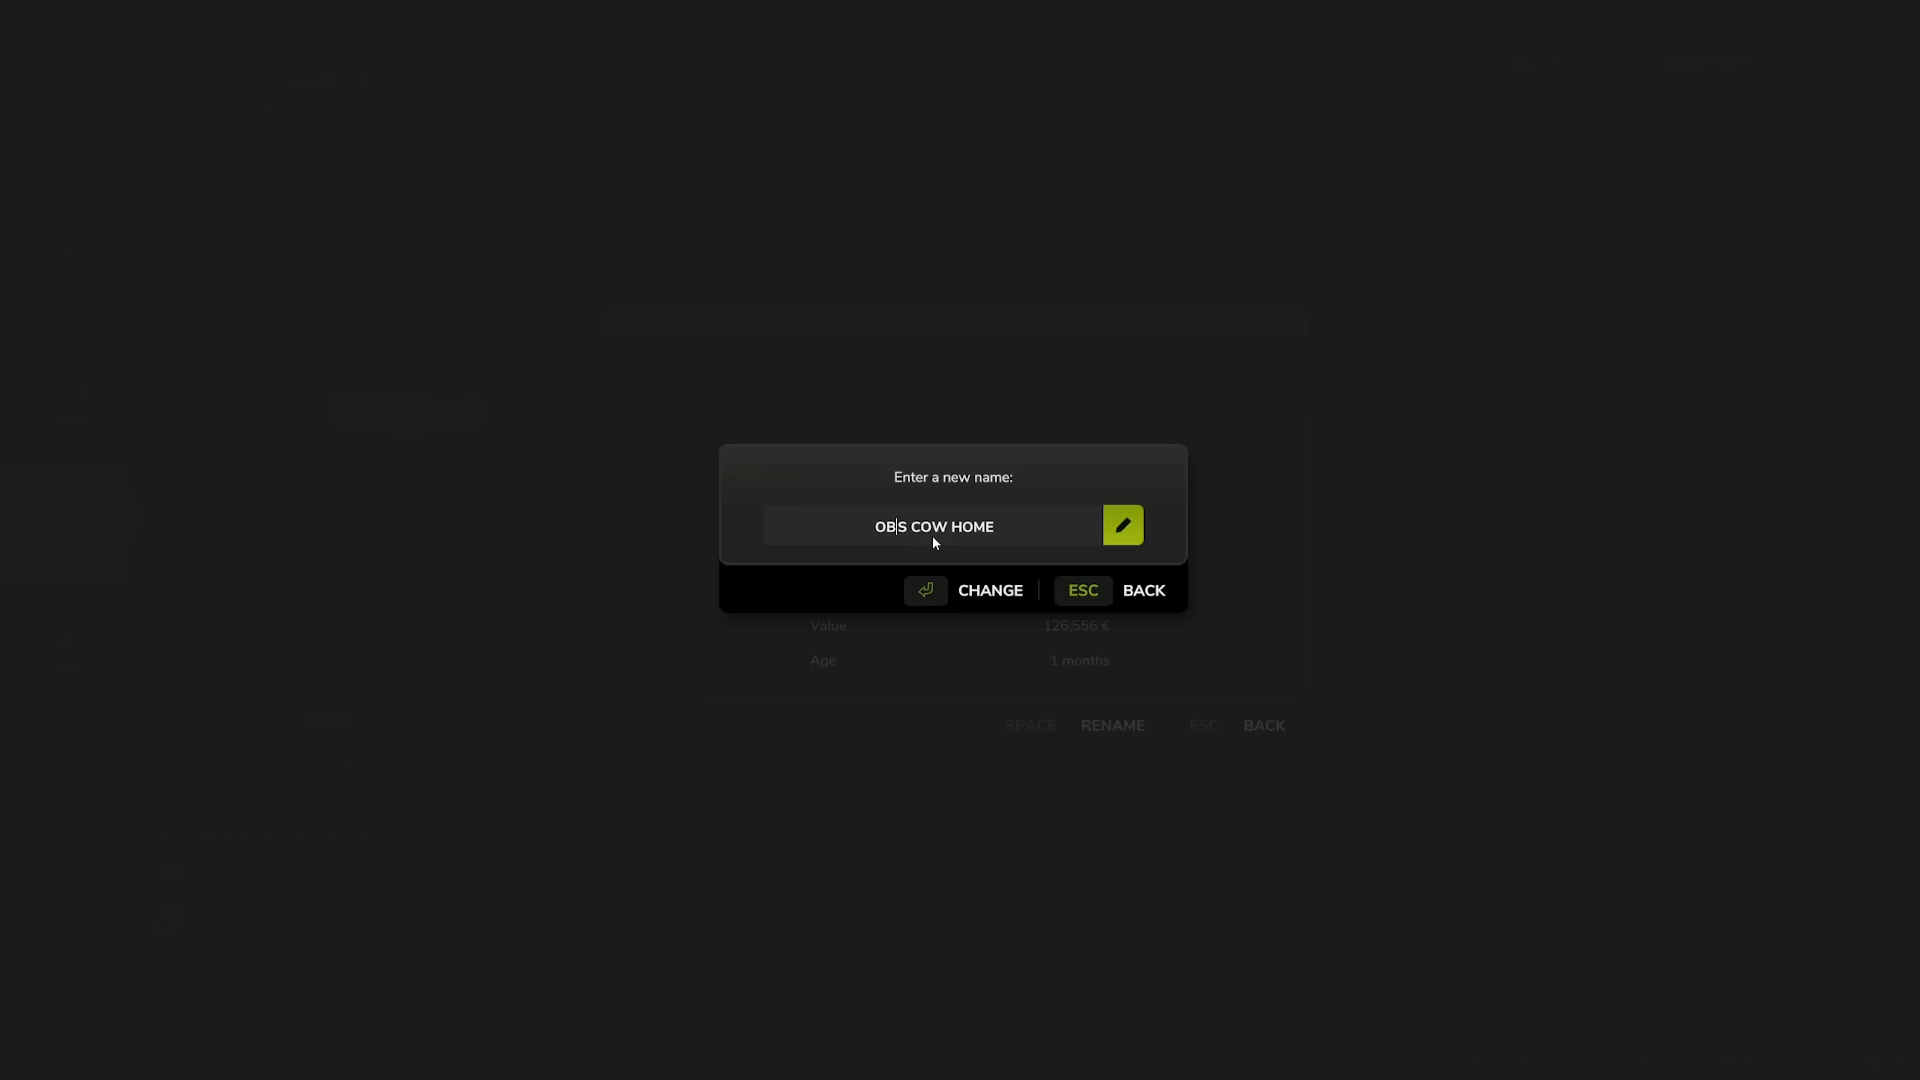 Enter a new name:
OBS COW HOME
CHANGE
ESC BACK
Value 126,556 €
Age 1 months
SPACE RENAME ESC BACK